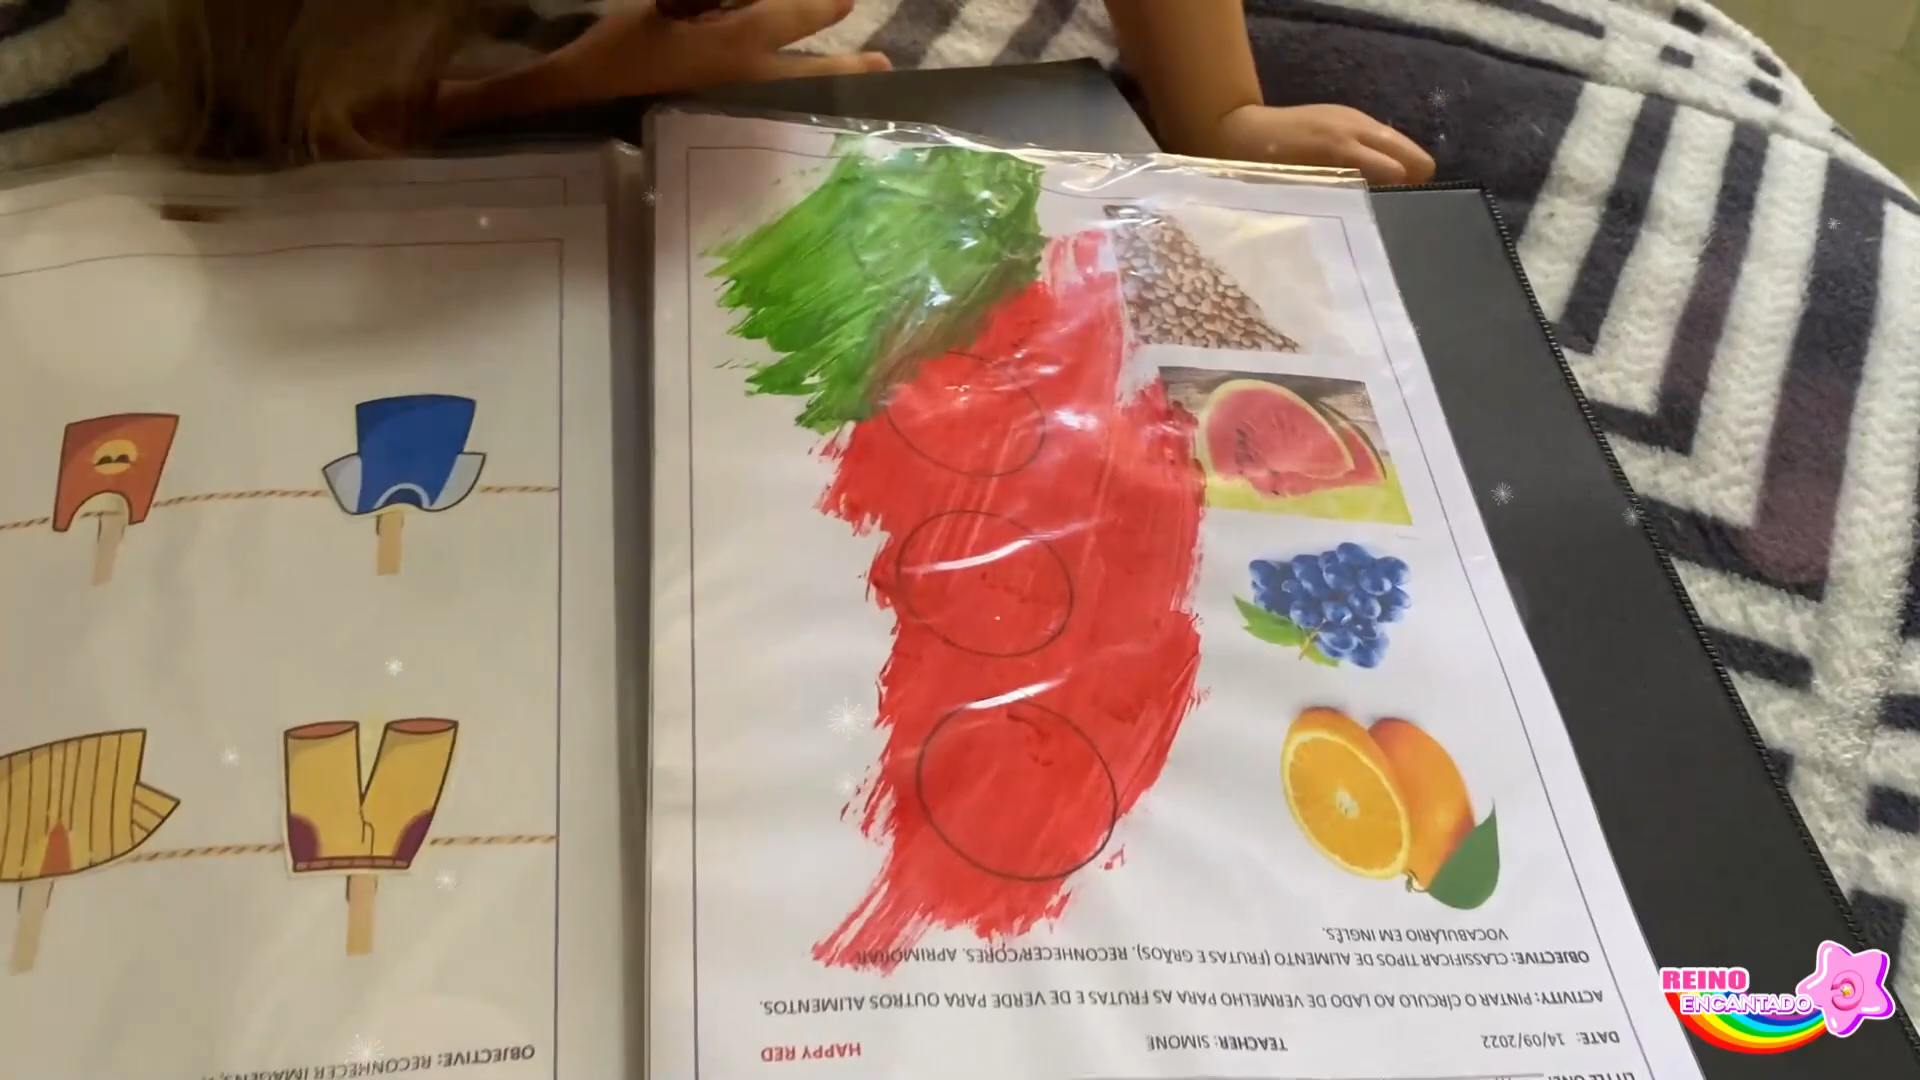 LITTLE ONE:
DATE: 14/09/2022 TEACHER: SIMONE HAPPY RED
ACTIVITY: PINTAR O CÍRCULO AO LADO DE VERMELHO PARA AS FRUTAS E DE VERDE PARA OUTROS ALIMENTOS.
OBJECTIVE: CLASSIFICAR TIPOS DE ALIMENTO (FRUTAS E GRÃOS), RECONHECER CORES. APRIMORAR
VOCABULÁRIO EM INGLÊS.
OBJECTIVE: RECONHECER IMAGENS,
REINO
ENCANTADO